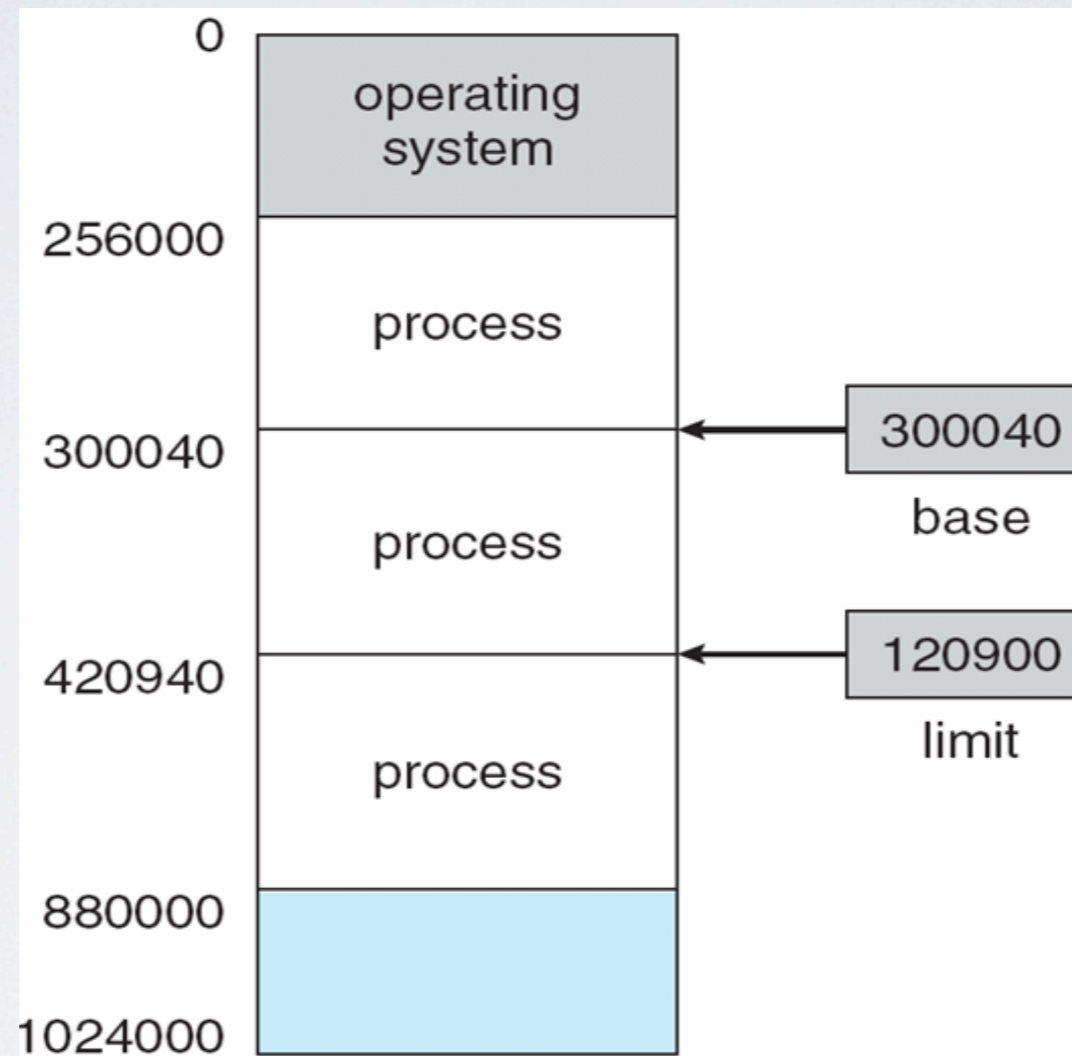 0
operating
system
256000
process
300040
300040
base
process
120900
420940
limit
process
880000
1024000